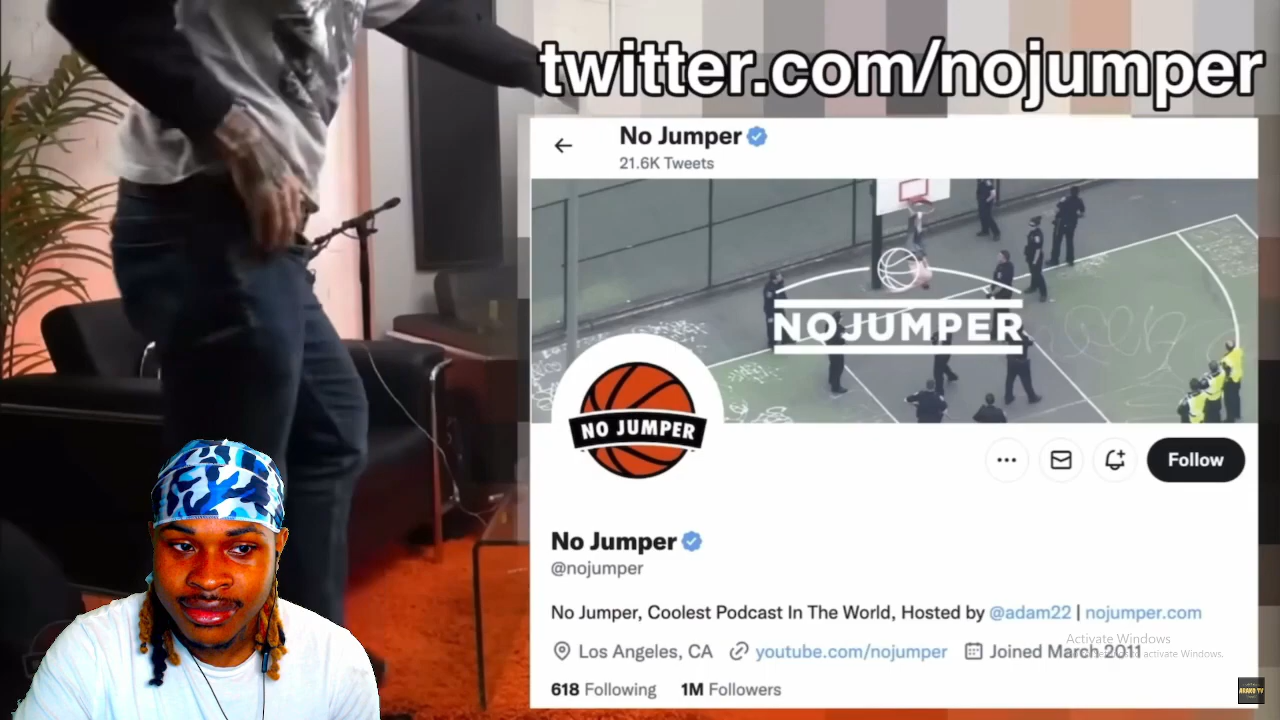 twitter.com/nojumper
No Jumper
21.6K Tweets
NOJUMPER
NO JUMPER
Follow
No Jumper
@nojumper
No Jumper, Coolest Podcast In The World, Hosted by @adam22 | nojumper.com
Los Angeles, CA youtube.com/nojumper Joined March 2011
Activate Windows
activate Windows.
618 Following 1M Followers